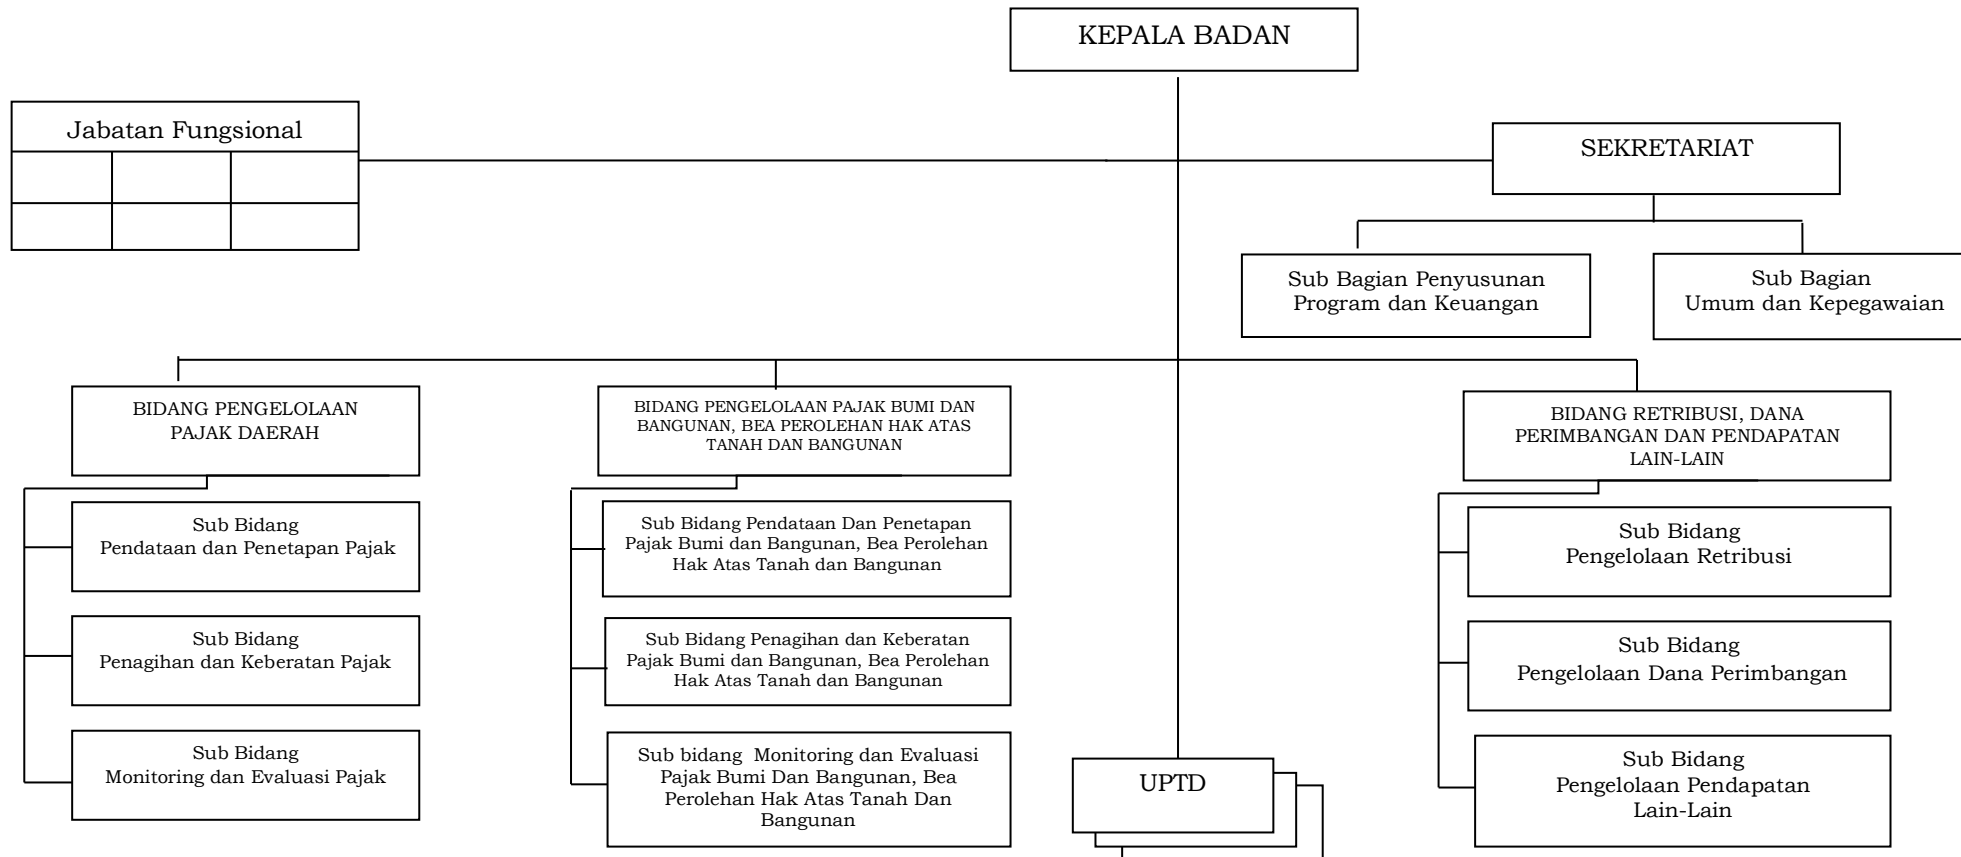 KEPALA BADAN
Jabatan Fungsional
SEKRETARIAT
Sub Bagian Penyusunan
Program dan Keuangan
Sub Bagian
Umum dan Kepegawaian
BIDANG PENGELOLAAN
PAJAK DAERAH
Sub Bidang
Pendataan dan Penetapan Pajak
Sub Bidang
Penagihan dan Keberatan Pajak
Sub Bidang
Monitoring dan Evaluasi Pajak
BIDANG PENGELOLAAN PAJAK BUMI DAN
BANGUNAN, BEA PEROLEHAN HAK ATAS
TANAH DAN BANGUNAN
Sub Bidang Pendataan Dan Penetapan
Pajak Bumi dan Bangunan, Bea Perolehan
Hak Atas Tanah dan Bangunan
Sub Bidang Penagihan dan Keberatan
Pajak Bumi dan Bangunan, Bea Perolehan
Hak Atas Tanah dan Bangunan
Sub bidang Monitoring dan Evaluasi
Pajak Bumi Dan Bangunan, Bea
Perolehan Hak Atas Tanah Dan
Bangunan
UPTD
BIDANG RETRIBUSI, DANA
PERIMBANGAN DAN PENDAPATAN
LAIN-LAIN
Sub Bidang
Pengelolaan Retribusi
Sub Bidang
Pengelolaan Dana Perimbangan
Sub Bidang
Pengelolaan Pendapatan
Lain-Lain